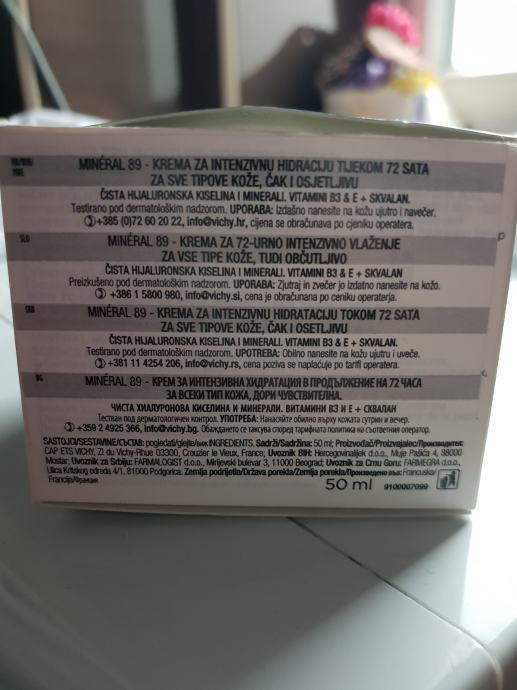 MINÉRAL 89 - KREMA ZA INTENZIVNU HIDRACIJU TIJEKOM 72 SATA
ZA SVE TIPOVE KOŽE, ČAK I OSJETLJIVU
ČISTA HIJALURONSKA KISELINA I MINERALI. VITAMINI B3 & E + SKVALAN.
Testirano pod dermatološkim nadzorom. UPORABA: Izdašno nanesite na kožu ujutro i navečer.
+385 (0)72 60 20 22, info@vichy.hr, cijena se obračunava po cjeniku operatera.
SLO
MINÉRAL 89 - KREMA ZA 72-URNO INTENZIVNO VLAŽENJE
ZA VSE TIPE KOŽE, TUDI OBČUTLJIVO
ČISTA HIJALURONSKA KISELINA I MINERALI. VITAMINI B3 & E + SKVALAN
Preizkušeno pod dermatološkim nadzorom. UPORABA: Zjutraj in zvečer jo izdatno nanesite na kožo.
+386 1 5800 980, info@vichy.si, cena je obračunana po ceniku operaterja.
SRB
MINÉRAL 89 - KREMA ZA INTENZIVNU HIDRATACIJU TOKOM 72 SATA
ZA SVE TIPOVE KOŽE, ČAK I OSETLJIVU
ČISTA HIJALURONSKA KISELINA I MINERALI. VITAMINI B3 & E + SKVALAN.
Testirano pod dermatološkim nadzorom. UPOTREBA: Obilno nanesite na kožu ujutru i uveče.
+381 11 4254 206, info@vichy.rs, cena poziva se naplaćuje po tarifi operatera.
BG
MINÉRAL 89 - КРЕМ ЗА ИНТЕНЗИВНА ХИДРАТАЦИЯ В ПРОДЪЛЖЕНИЕ НА 72 ЧАСА
ЗА ВСЕКИ ТИП КОЖА, ДОРИ ЧУВСТВИТЕЛНА.
ЧИСТА ХИАЛУРОНОВА КИСЕЛИНА И МИНЕРАЛИ. ВИТАМИНИ B3 И E + СКВАЛАН
Тестван под дерматологичен контрол. УПОТРЕБА: Нанасяйте обилно върху кожата сутрин и вечер.
+359 2 4925 366, info@vichy.bg. Обаждането се таксува според тарифната политика на съответния оператор.
SASTOJCI/SESTAVINE/СЪСТАВ: pogledati/glejte/виж INGREDIENTS. Sadrži/Sadržina: 50 ml; Proizvođač/Proizvajalec/Производител:
CAP ETS VICHY, ZI du Vichy-Rhue 03300, Creuzier le Vieux, France; Uvoznik BIH: Hercegovinalijek d.o.o., Muje Pašića 4, 88000
Mostar; Uvoznik za Srbiju: FARMALOGIST d.o.o., Mirijevski bulevar 3, 11000 Beograd; Uvoznik za Crnu Goru: FARMEGRA d.o.o.,
Ulica Kritskog odreda 4/1, 81000 Podgorica. Zemlja podrijetla/Država porekla/Zemlja porekla/Произведено във: Francuska/
Francija/Франция
50 ml
9100007099